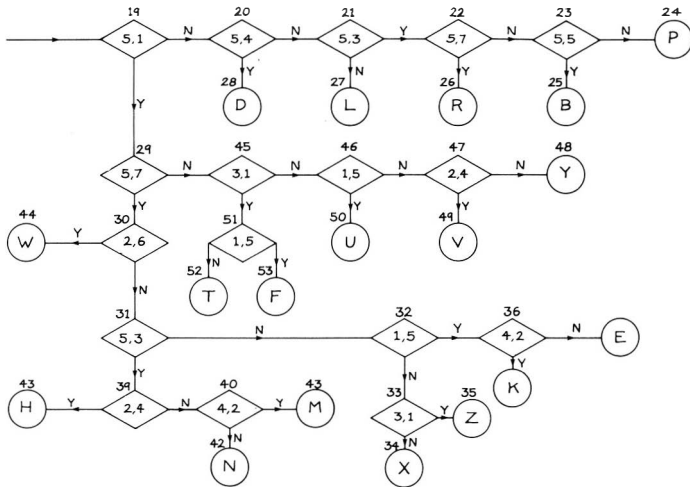 19 20 21 22 23 24
5,1 N 5,4 N 5,3 Y 5,7 N 5,5 N P
Y Y N Y Y
28 27 26 25
D L R B
29 45 46 47 48
5,7 N 3,1 N 1,5 N 2,4 N Y
Y Y Y Y
44 30 51 50 49
W Y 2,6 1,5 U V
N N Y
52 53
T F
31 32 36
5,3 N 1,5 Y 4,2 N E
Y N Y
K
43 39 40 43 33 35
H Y 2,4 N 4,2 Y M 3,1 Y Z
N N
42 34
N X